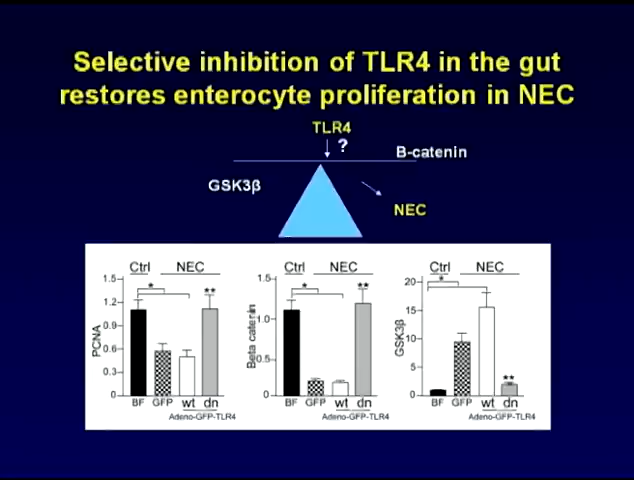 Selective inhibition of TLR4 in the gut
restores enterocyte proliferation in NEC
TLR4
?
B-catenin
GSK3β
NEC
Ctrl NEC
1.5
1.2
0.9
0.6
0.3
0
PCNA
*
**
BF GFP wt dn
Adeno-GFP-TLR4
Ctrl NEC
1.5
1.0
0.5
0
Beta catenin
*
**
BF GFP wt dn
Adeno-GFP-TLR4
Ctrl NEC
20
15
10
5
0
GSK3β
*
**
BF GFP wt dn
Adeno-GFP-TLR4